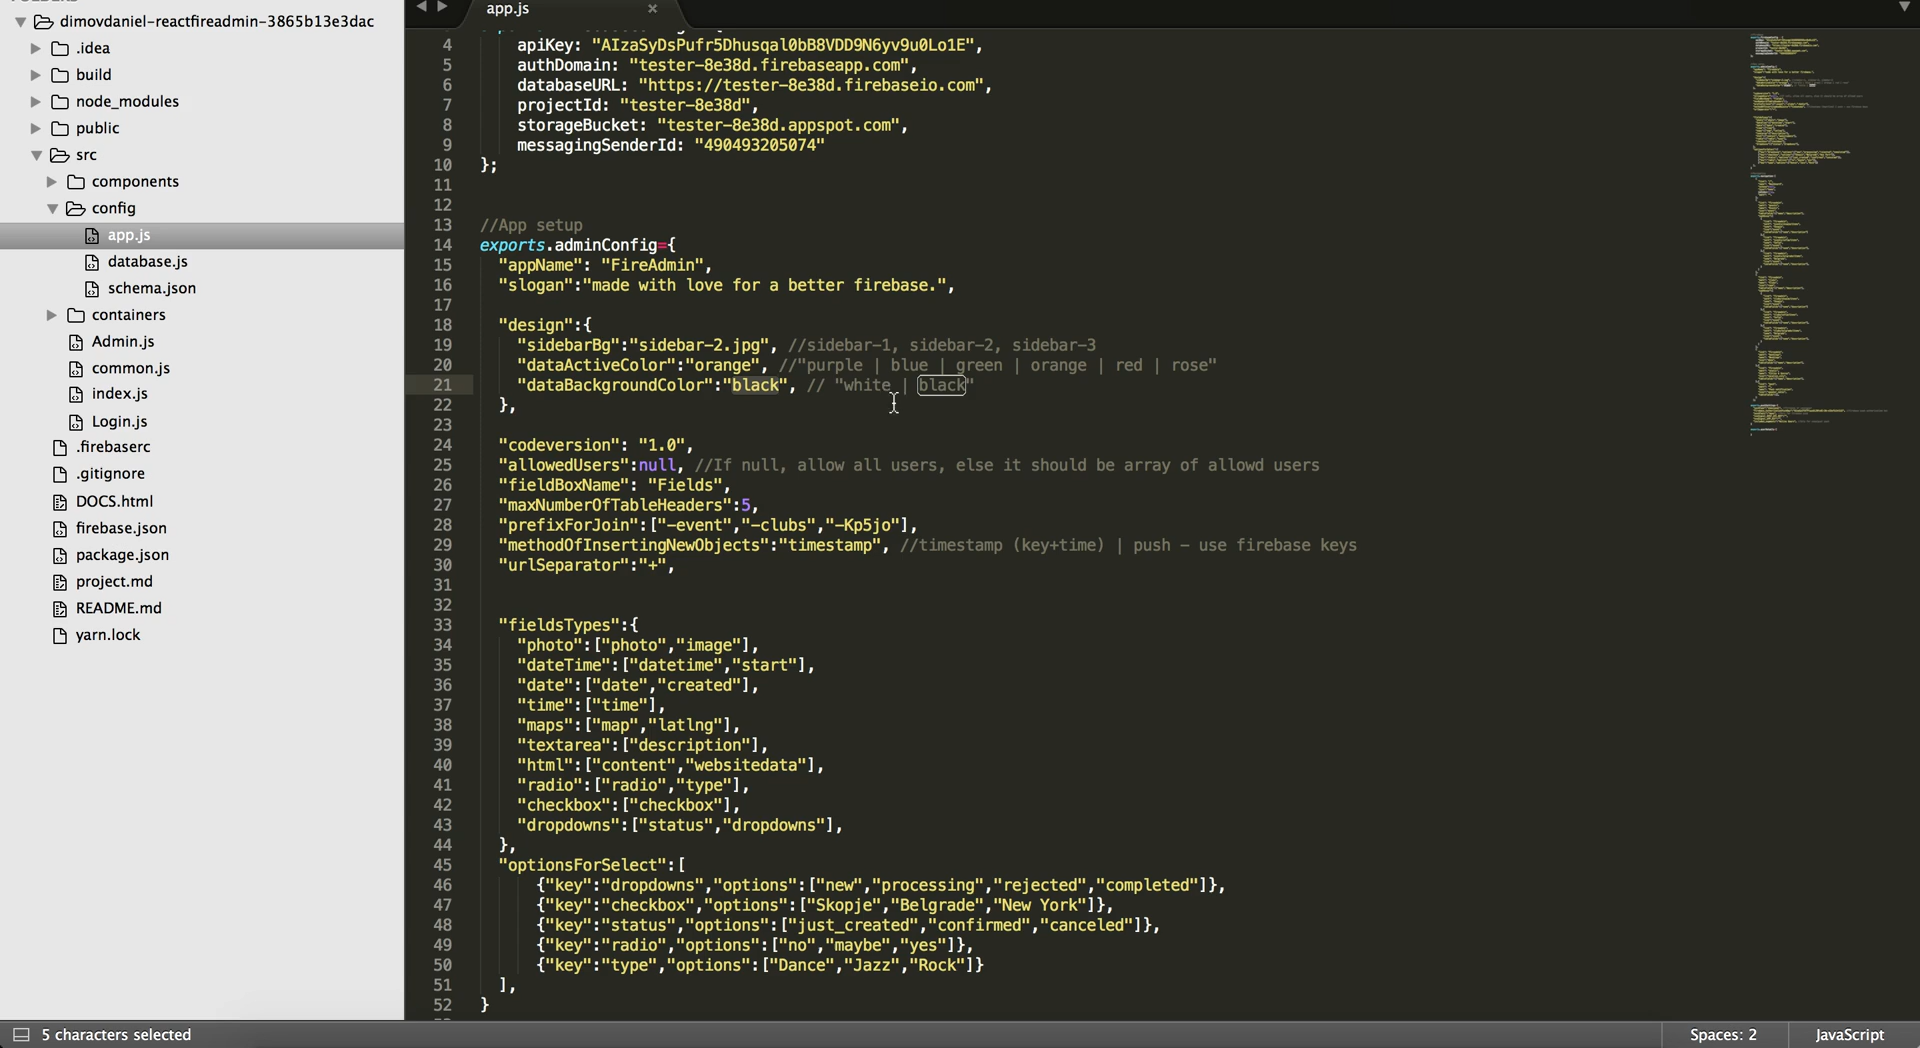 dimovdaniel-reactfireadmin-3865b13e3dac
.idea
build
node_modules
public
src
components
config
app.js
database.js
schema.json
containers
Admin.js
common.js
index.js
Login.js
.firebaserc
.gitignore
DOCS.html
firebase.json
package.json
project.md
README.md
yarn.lock
app.js ×
4 apiKey: "AIzaSyDsPufr5Dhusqal0bB8VDD9N6yv9u0Lo1E",
5 authDomain: "tester-8e38d.firebaseapp.com",
6 databaseURL: "https://tester-8e38d.firebaseio.com",
7 projectId: "tester-8e38d",
8 storageBucket: "tester-8e38d.appspot.com",
9 messagingSenderId: "490493205074"
10 };
11
12
13 //App setup
14 exports.adminConfig={
15 "appName": "FireAdmin",
16 "slogan":"made with love for a better firebase.",
17
18 "design":{
19 "sidebarBg":"sidebar-2.jpg", //sidebar-1, sidebar-2, sidebar-3
20 "dataActiveColor":"orange", //"purple | blue | green | orange | red | rose"
21 "dataBackgroundColor":"black", // "white | black"
22 },
23
24 "codeversion": "1.0",
25 "allowedUsers":null, //If null, allow all users, else it should be array of allowd users
26 "fieldBoxName": "Fields",
27 "maxNumberOfTableHeaders":5,
28 "prefixForJoin":["-event","-clubs","-Kp5jo"],
29 "methodOfInsertingNewObjects":"timestamp", //timestamp (key+time) | push - use firebase keys
30 "urlSeparator":"+",
31
32
33 "fieldsTypes":{
34 "photo":["photo","image"],
35 "dateTime":["datetime","start"],
36 "date":["date","created"],
37 "time":["time"],
38 "maps":["map","latlng"],
39 "textarea":["description"],
40 "html":["content","websitedata"],
41 "radio":["radio","type"],
42 "checkbox":["checkbox"],
43 "dropdowns":["status","dropdowns"],
44 },
45 "optionsForSelect":[
46 {"key":"dropdowns","options":["new","processing","rejected","completed"]},
47 {"key":"checkbox","options":["Skopje","Belgrade","New York"]},
48 {"key":"status","options":["just_created","confirmed","canceled"]},
49 {"key":"radio","options":["no","maybe","yes"]},
50 {"key":"type","options":["Dance","Jazz","Rock"]}
51 ],
52 }
5 characters selected
Spaces: 2
JavaScript